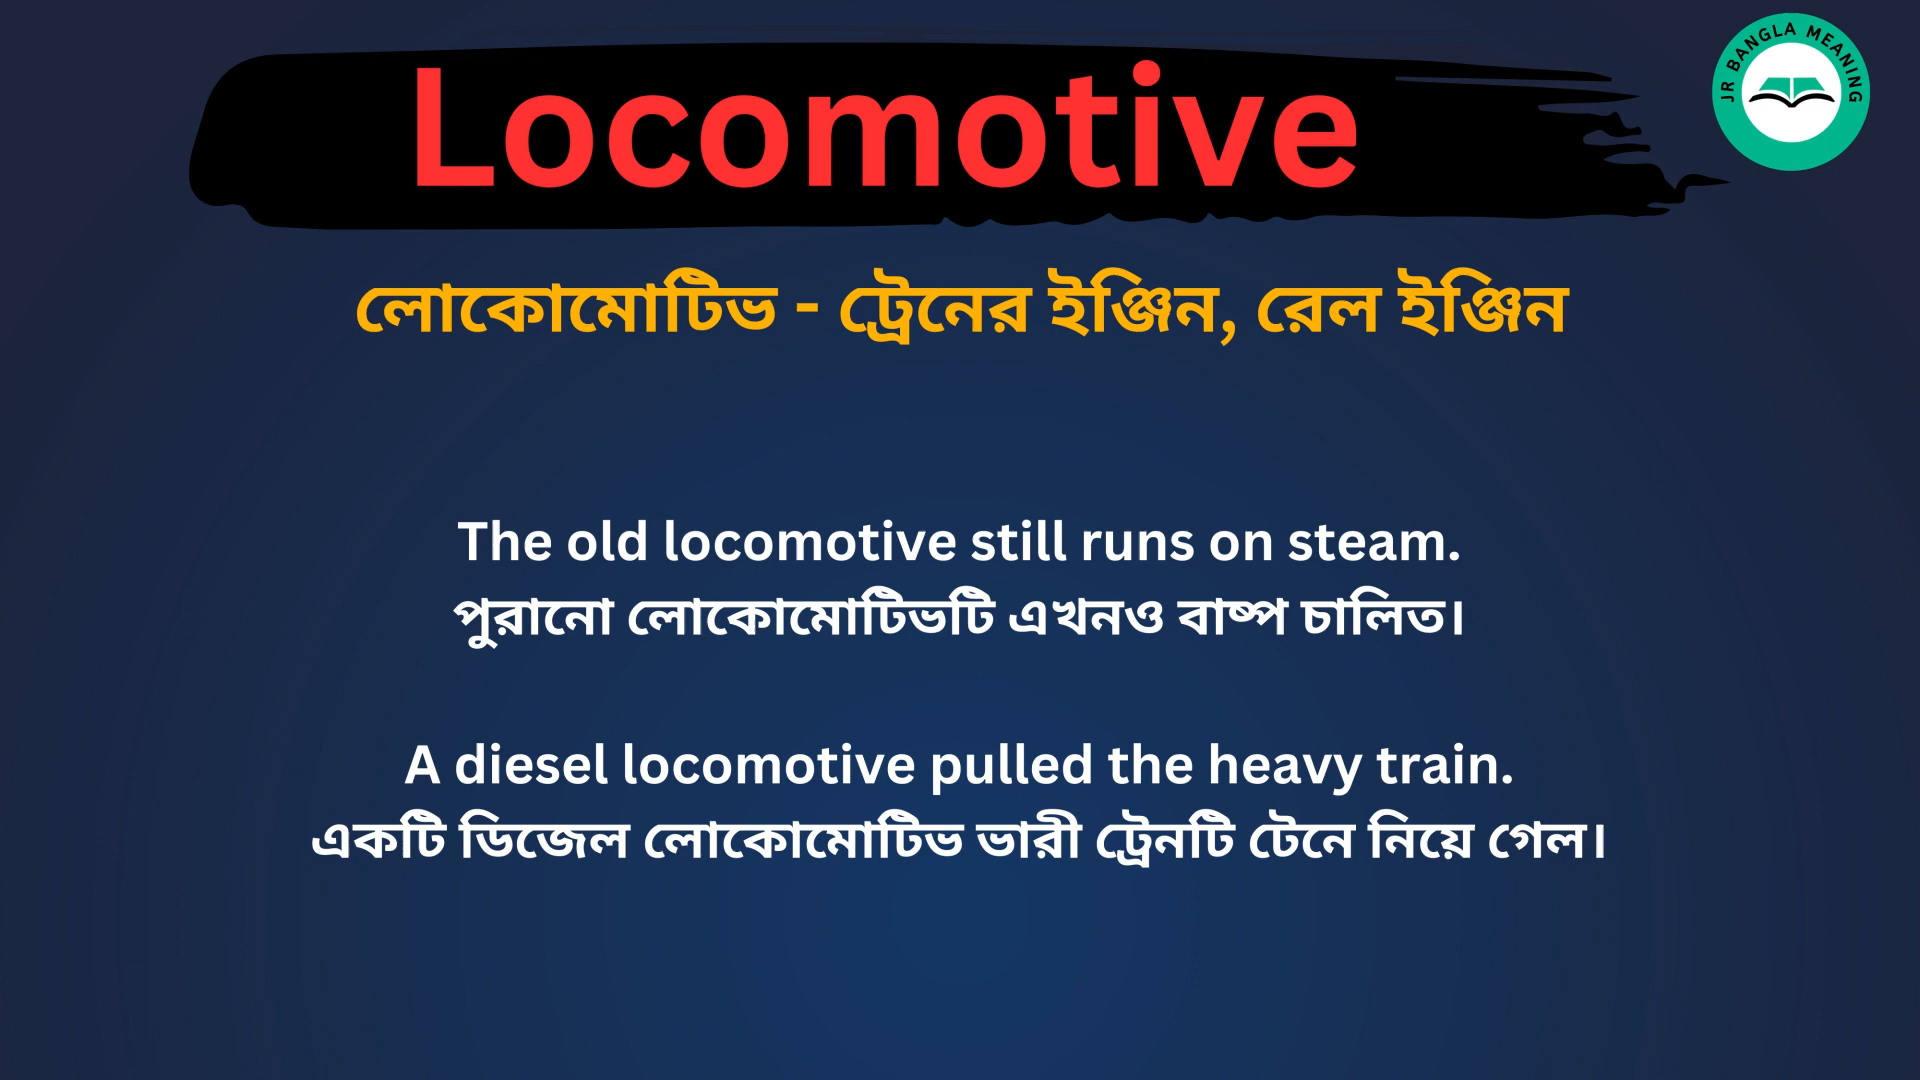 Locomotive
JR BANGLA MEANING
লোকোমোটিভ - ট্রেনের ইঞ্জিন, রেল ইঞ্জিন
The old locomotive still runs on steam.
পুরানো লোকোমোটিভটি এখনও বাষ্প চালিত।
A diesel locomotive pulled the heavy train.
একটি ডিজেল লোকোমোটিভ ভারী ট্রেনটি টেনে নিয়ে গেল।